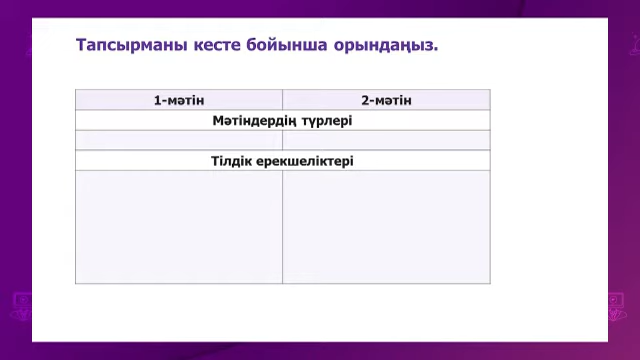 Тапсырманы кесте бойынша орындаңыз.
1-мәтін 2-мәтін
Мәтіндердің түрлері
Тілдік ерекшеліктері